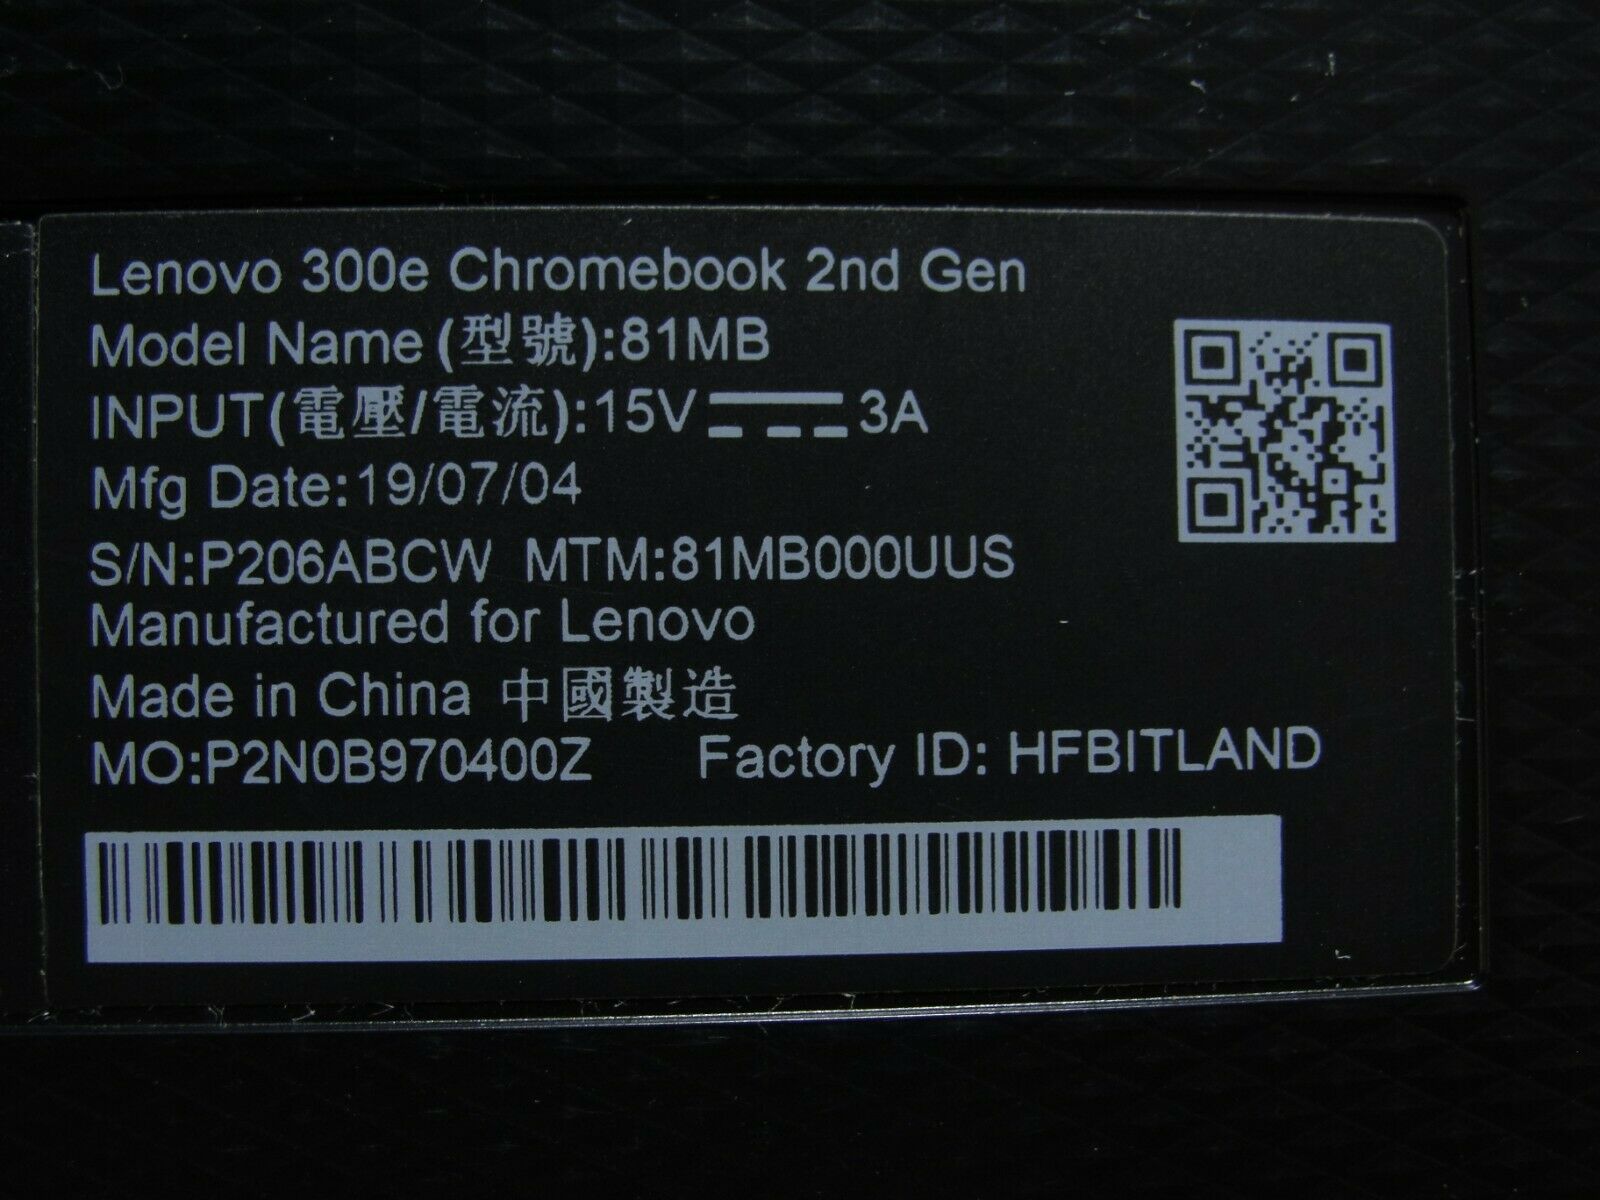 Lenovo 300e Chromebook 2nd Gen
Model Name (型號):81MB
INPUT(電壓/電流):15V⎓3A
Mfg Date:19/07/04
S/N:P206ABCW MTM:81MB000UUS
Manufactured for Lenovo
Made in China 中國製造
MO:P2N0B970400Z Factory ID: HFBITLAND